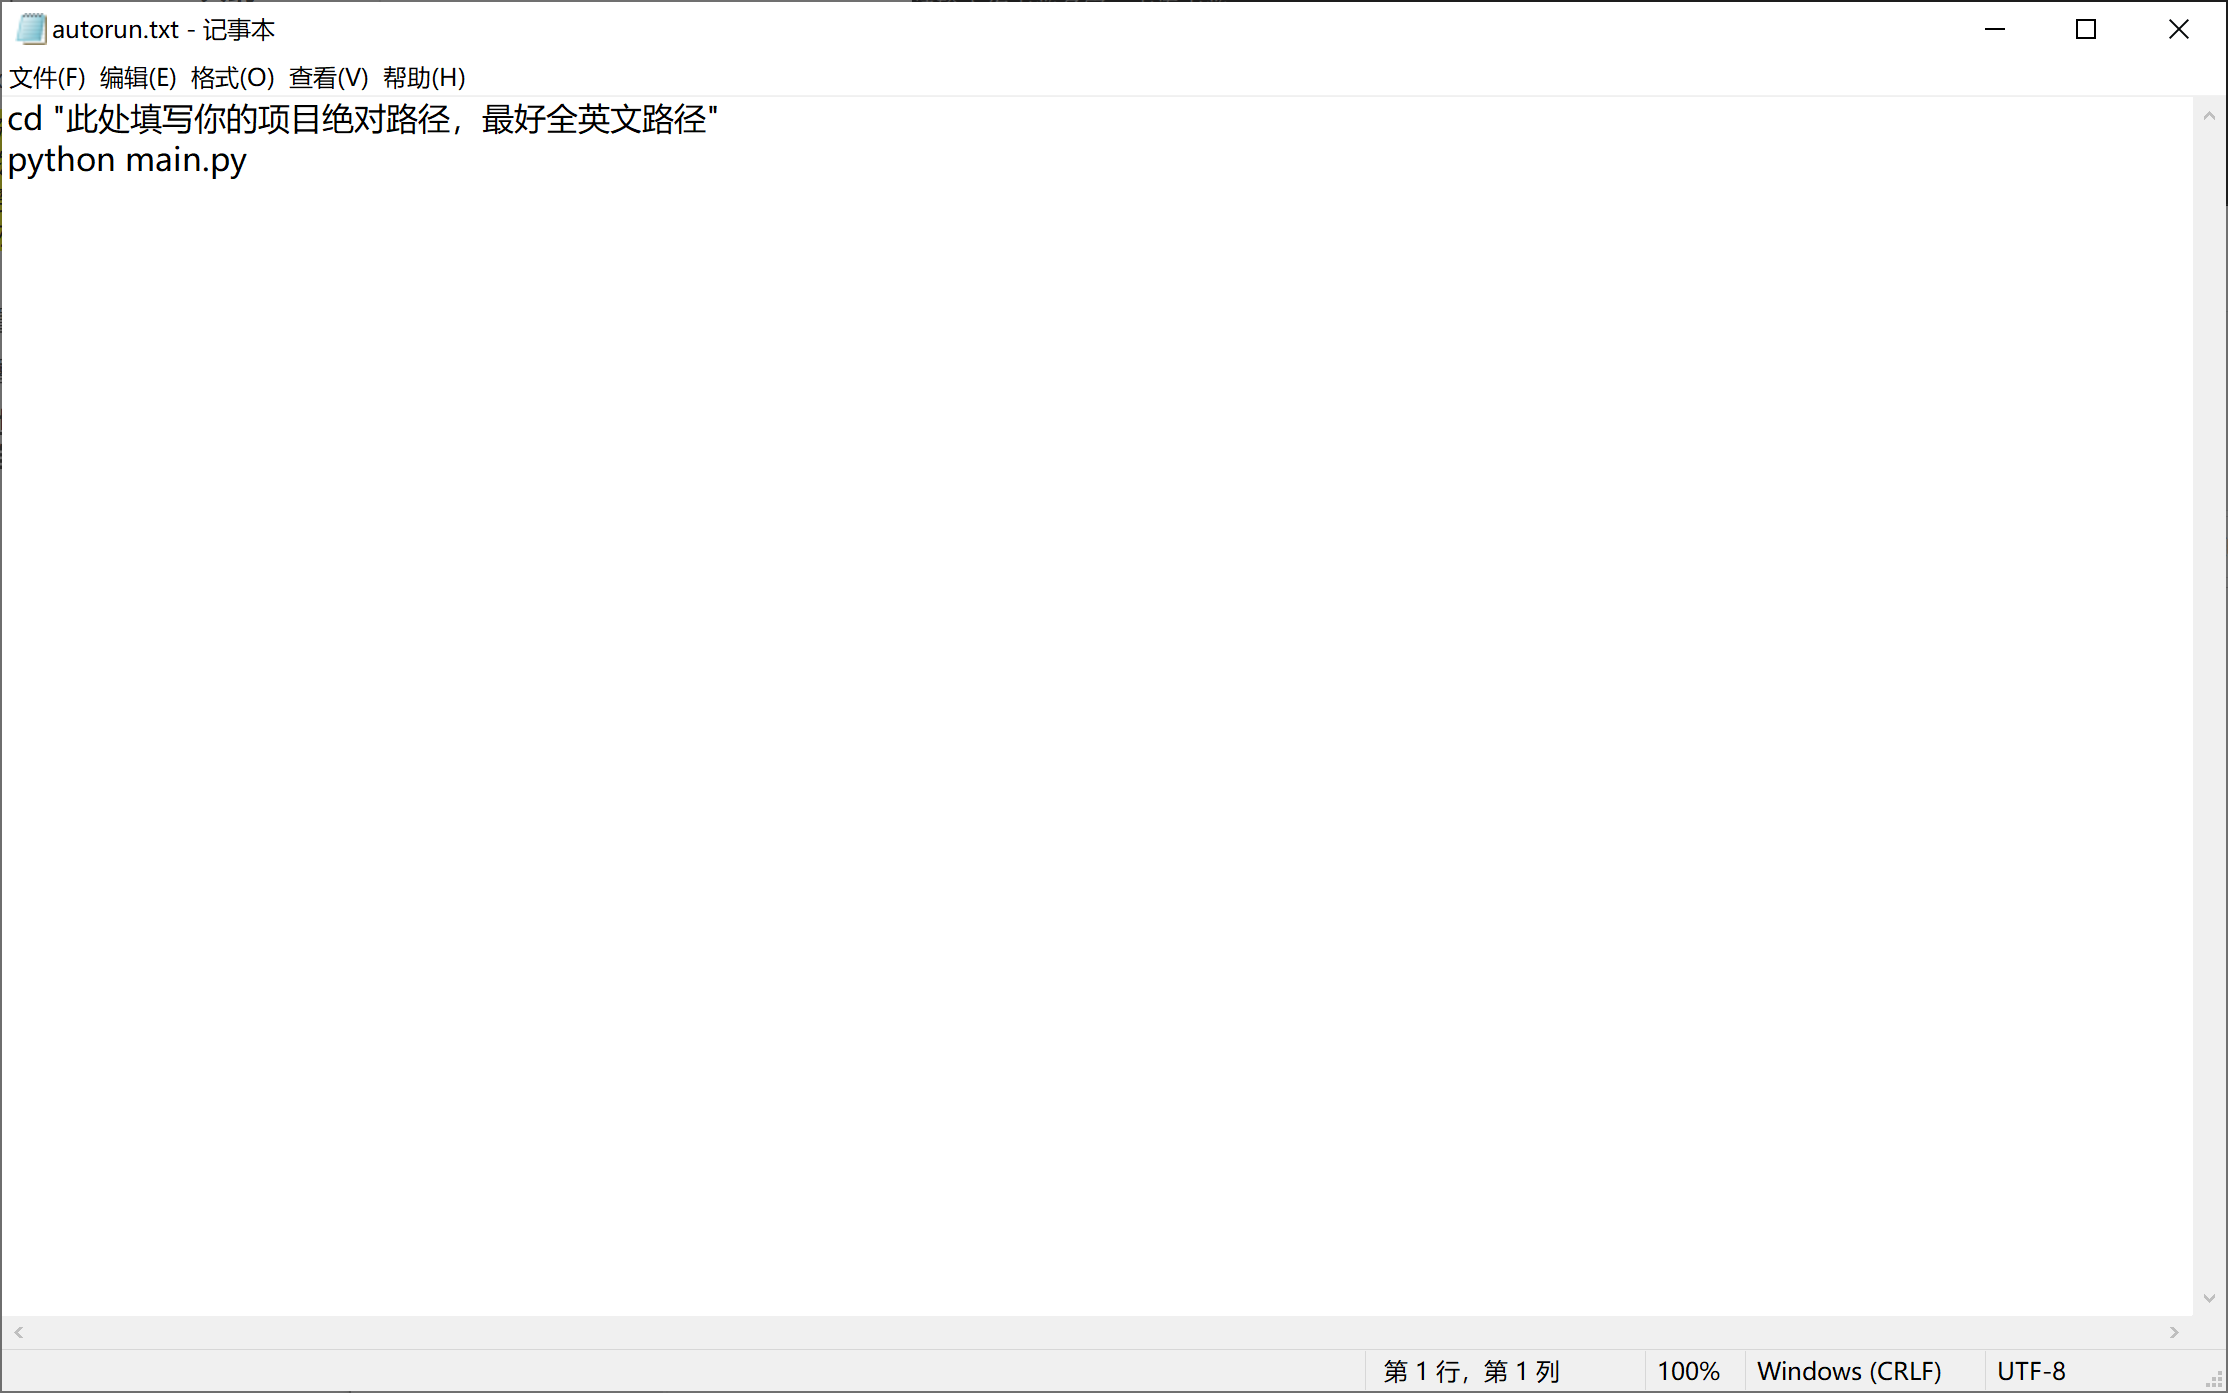 autorun.txt - 记事本
文件(F) 编辑(E) 格式(O) 查看(V) 帮助(H)
cd "此处填写你的项目绝对路径，最好全英文路径"
python main.py
第 1 行，第 1 列 100% Windows (CRLF) UTF-8